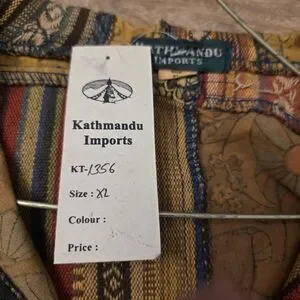 KATHMANDU
IMPORTS
Kathmandu
Imports
KT-1356
Size : XL
Colour :
Price :